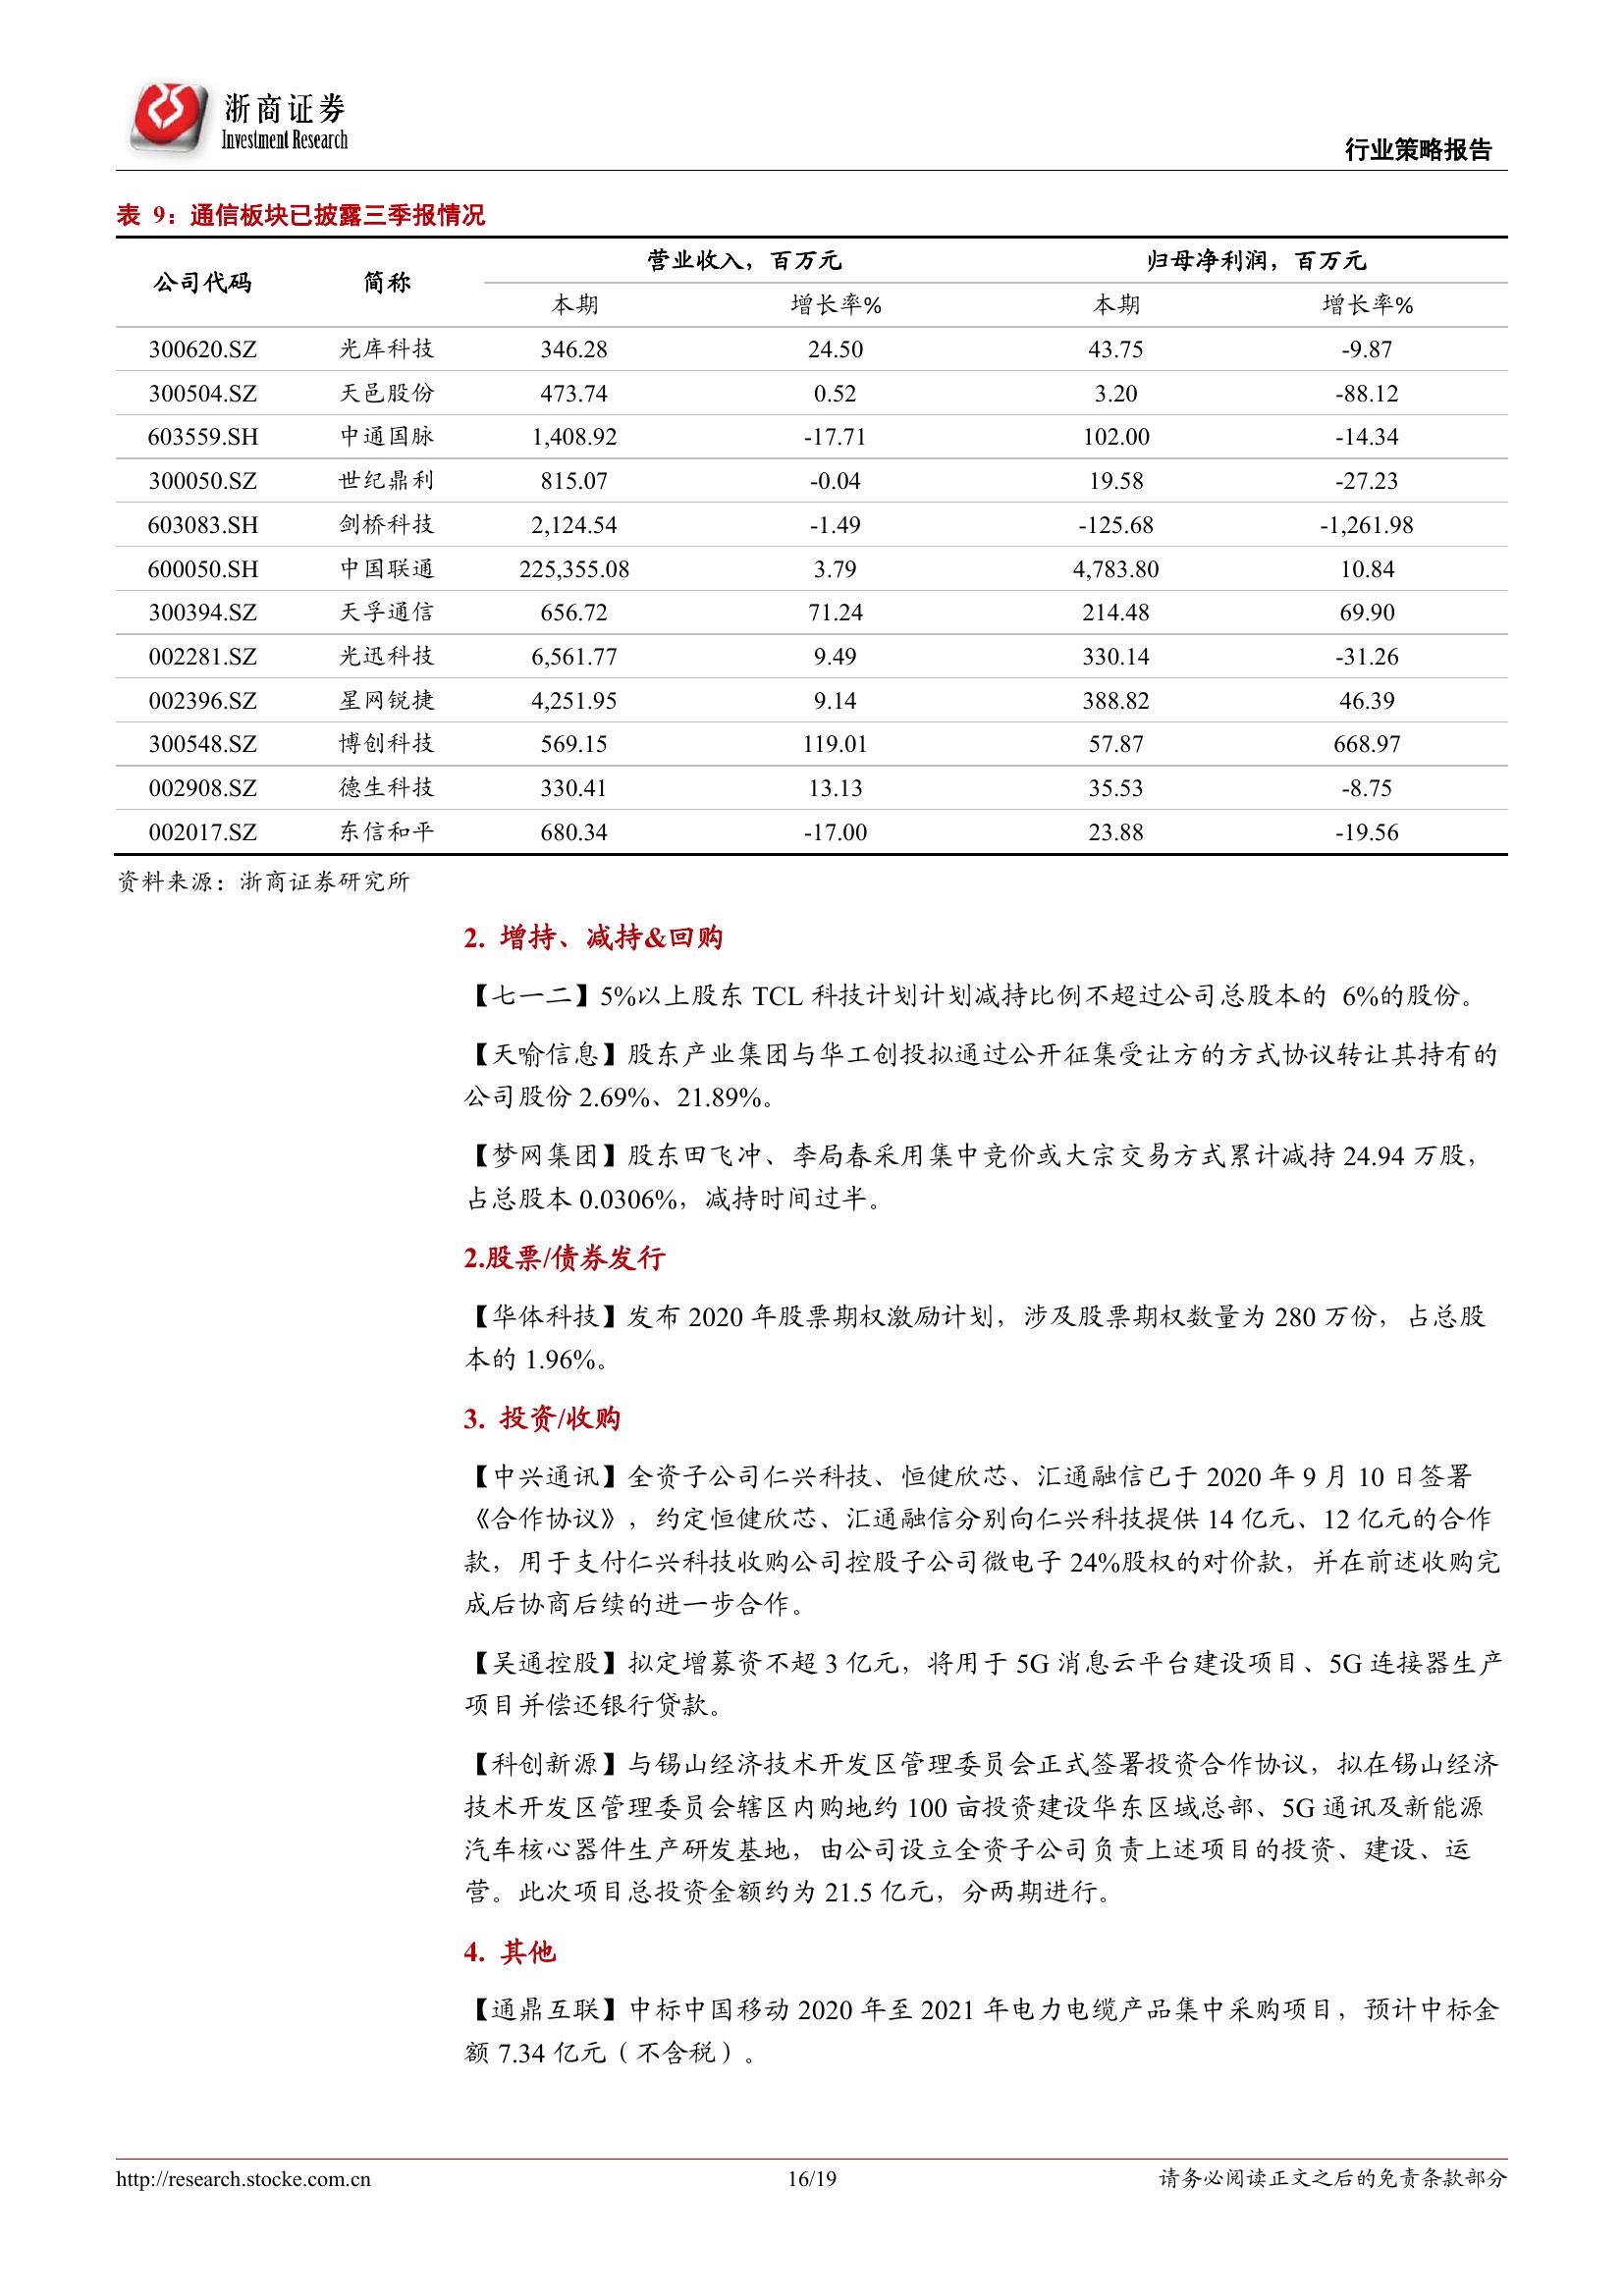 浙商证券
Investment Research
行业策略报告
表 9：通信板块已披露三季报情况
公司代码 简称 营业收入，百万元 归母净利润，百万元
本期 增长率% 本期 增长率%
300620.SZ 光库科技 346.28 24.50 43.75 -9.87
300504.SZ 天邑股份 473.74 0.52 3.20 -88.12
603559.SH 中通国脉 1,408.92 -17.71 102.00 -14.34
300050.SZ 世纪鼎利 815.07 -0.04 19.58 -27.23
603083.SH 剑桥科技 2,124.54 -1.49 -125.68 -1,261.98
600050.SH 中国联通 225,355.08 3.79 4,783.80 10.84
300394.SZ 天孚通信 656.72 71.24 214.48 69.90
002281.SZ 光迅科技 6,561.77 9.49 330.14 -31.26
002396.SZ 星网锐捷 4,251.95 9.14 388.82 46.39
300548.SZ 博创科技 569.15 119.01 57.87 668.97
002908.SZ 德生科技 330.41 13.13 35.53 -8.75
002017.SZ 东信和平 680.34 -17.00 23.88 -19.56
资料来源：浙商证券研究所
2. 增持、减持&回购
【七一二】5%以上股东 TCL 科技计划计划减持比例不超过公司总股本的 6%的股份。
【天喻信息】股东产业集团与华工创投拟通过公开征集受让方的方式协议转让其持有的
公司股份 2.69%、21.89%。
【梦网集团】股东田飞冲、李局春采用集中竞价或大宗交易方式累计减持 24.94 万股，
占总股本 0.0306%，减持时间过半。
2.股票/债券发行
【华体科技】发布 2020 年股票期权激励计划，涉及股票期权数量为 280 万份，占总股
本的 1.96%。
3. 投资/收购
【中兴通讯】全资子公司仁兴科技、恒健欣芯、汇通融信已于 2020 年 9 月 10 日签署
《合作协议》，约定恒健欣芯、汇通融信分别向仁兴科技提供 14 亿元、12 亿元的合作
款，用于支付仁兴科技收购公司控股子公司微电子 24%股权的对价款，并在前述收购完
成后协商后续的进一步合作。
【吴通控股】拟定增募资不超 3 亿元，将用于 5G 消息云平台建设项目、5G 连接器生产
项目并偿还银行贷款。
【科创新源】与锡山经济技术开发区管理委员会正式签署投资合作协议，拟在锡山经济
技术开发区管理委员会辖区内购地约 100 亩投资建设华东区域总部、5G 通讯及新能源
汽车核心器件生产研发基地，由公司设立全资子公司负责上述项目的投资、建设、运
营。此次项目总投资金额约为 21.5 亿元，分两期进行。
4. 其他
【通鼎互联】中标中国移动 2020 年至 2021 年电力电缆产品集中采购项目，预计中标金
额 7.34 亿元（不含税）。
http://research.stocke.com.cn 16/19 请务必阅读正文之后的免责条款部分